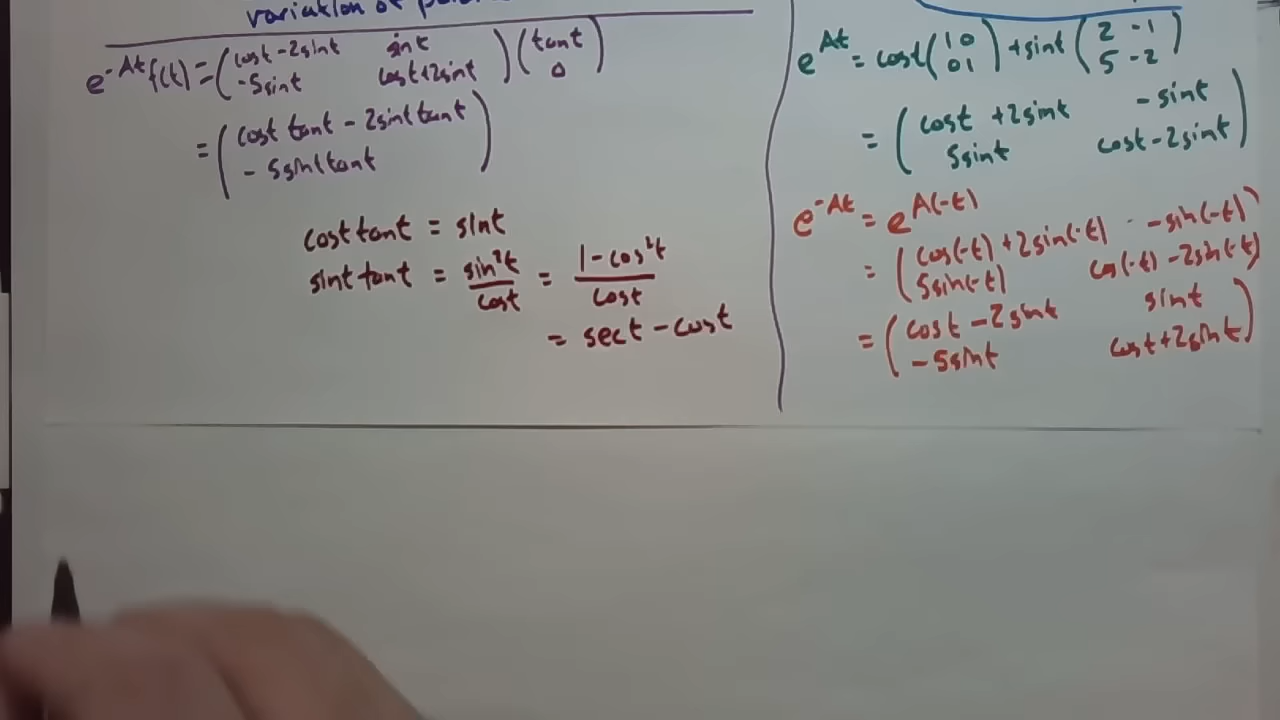 variation of
e^{-At} f(t) = (cost - 2sint sint) (tant)
(-5sint cost+2sint) (0)
= (cost tant - 2sint tant)
(- 5sint tant)
cost tant = sint
sint tant = sin²t/cost = 1-cos²t/cost
= sect - cost
e^{At} = cost (1 0) + sint (2 -1)
(0 1) (5 -2)
= (cost + 2sint - sint)
(5sint cost - 2sint)
e^{-At} = e^{A(-t)}
= (cos(-t) + 2sin(-t) - sin(-t))
(5sin(-t) cos(-t) - 2sin(-t))
= (cost - 2sint sint)
(-5sint cost+2sint)